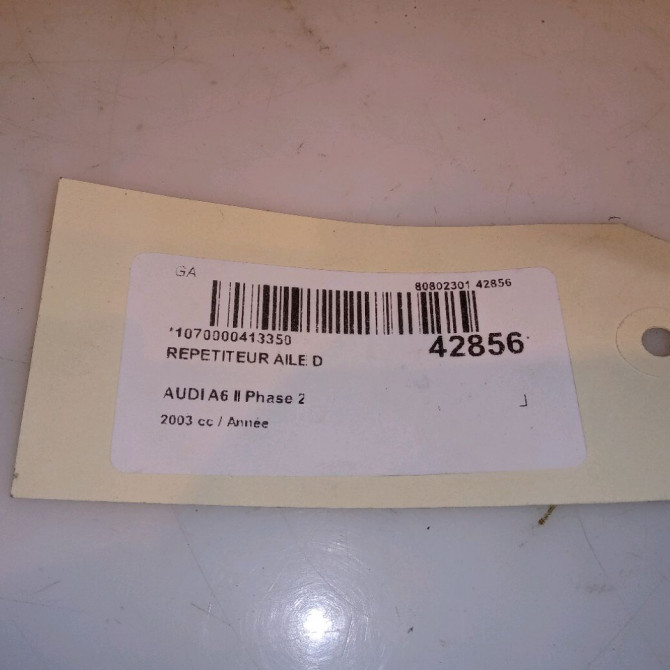 GA
80802301 42856
*1070000413350
42856
REPETITEUR AILE D
AUDI A6 II Phase 2
2003 cc / Année